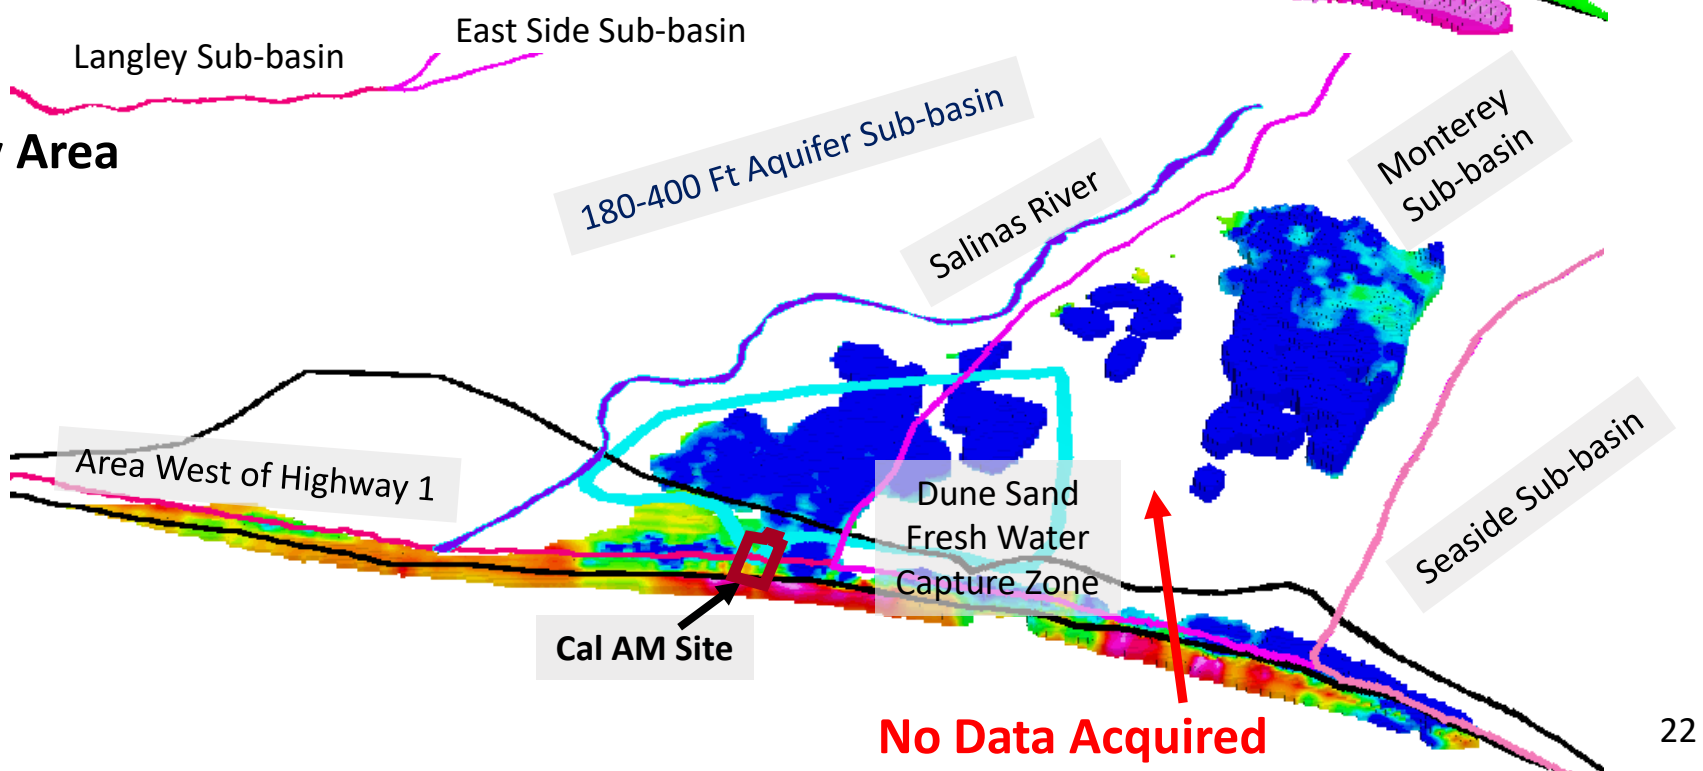 East Side Sub-basin
Langley Sub-basin
Area
180-400 Ft Aquifer Sub-basin
Salinas River
Monterey
Sub-basin
Area West of Highway 1
Dune Sand
Fresh Water
Capture Zone
Seaside Sub-basin
Cal AM Site
No Data Acquired
22